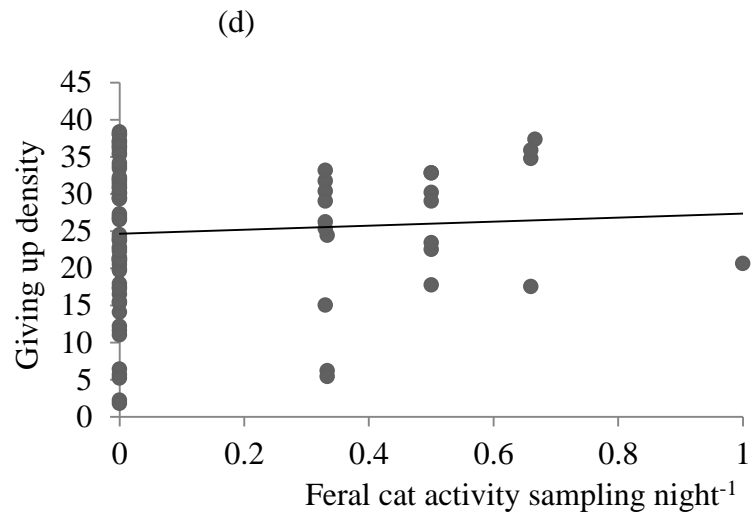 (d)
Giving up density
45
40
35
30
25
20
15
10
5
0
0 0.2 0.4 0.6 0.8 1
Feral cat activity sampling night-1